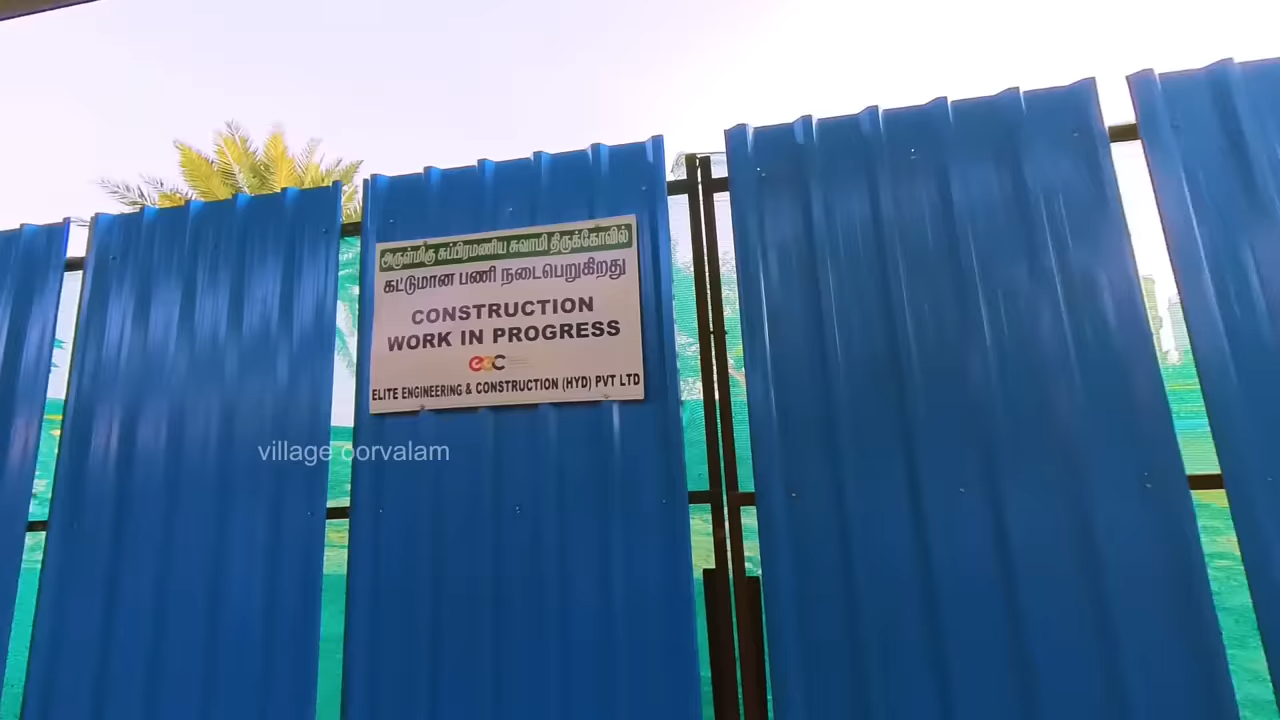 அருள்மிகு சுப்பிரமணிய சுவாமி திருக்கோவில்
கட்டுமான பணி நடைபெறுகிறது
CONSTRUCTION
WORK IN PROGRESS
eec
ELITE ENGINEERING & CONSTRUCTION (HYD) PVT LTD
village oorvalam